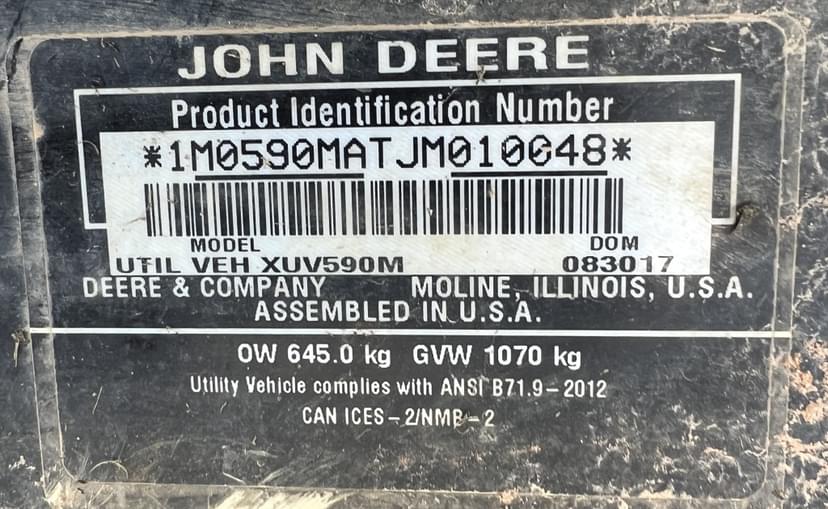 JOHN DEERE
Product Identification Number
*1M0590MATJM010648*
MODEL DOM
UTIL VEH XUV590M 083017
DEERE & COMPANY MOLINE, ILLINOIS, U.S.A.
ASSEMBLED IN U.S.A.
OW 645.0 kg GVW 1070 kg
Utility Vehicle complies with ANSI B71.9-2012
CAN ICES-2/NMB-2